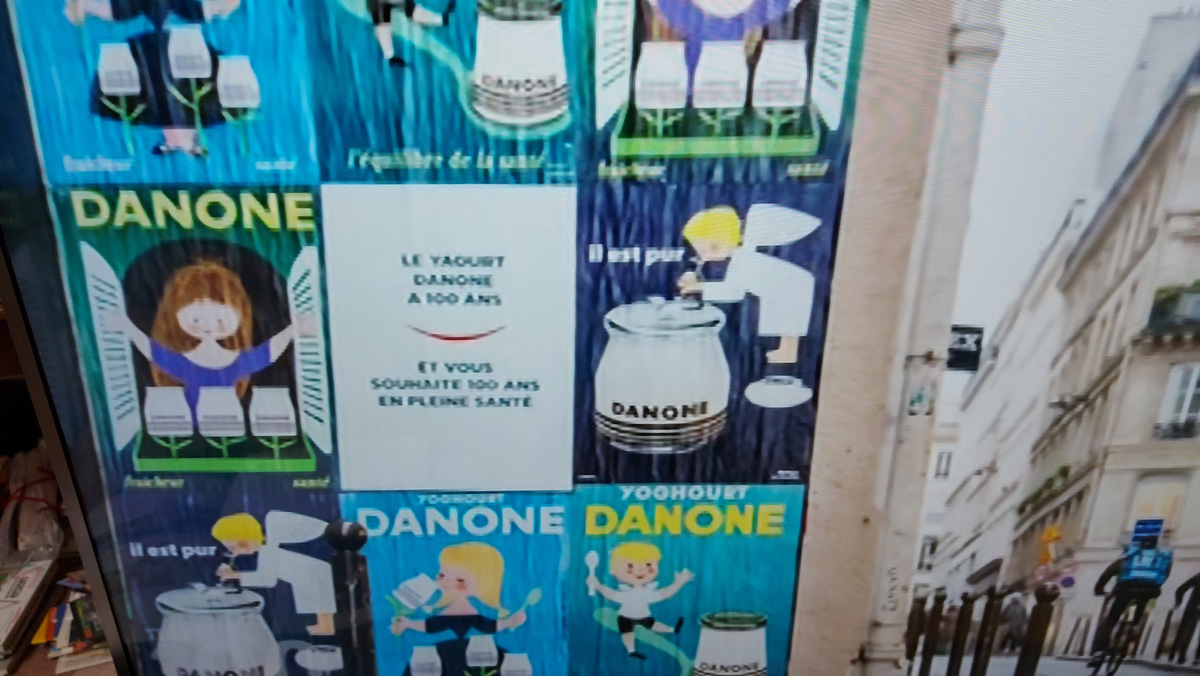 DANONE
fraîcheur santé
l'équilibre de la santé
fraîcheur santé
DANONE
fraîcheur santé
LE YAOURT
DANONE
A 100 ANS
ET VOUS
SOUHAITE 100 ANS
EN PLEINE SANTÉ
il est pur
DANONE
il est pur
DANONE
YOGHOURT
DANONE
YOGHOURT
DANONE
DANONE